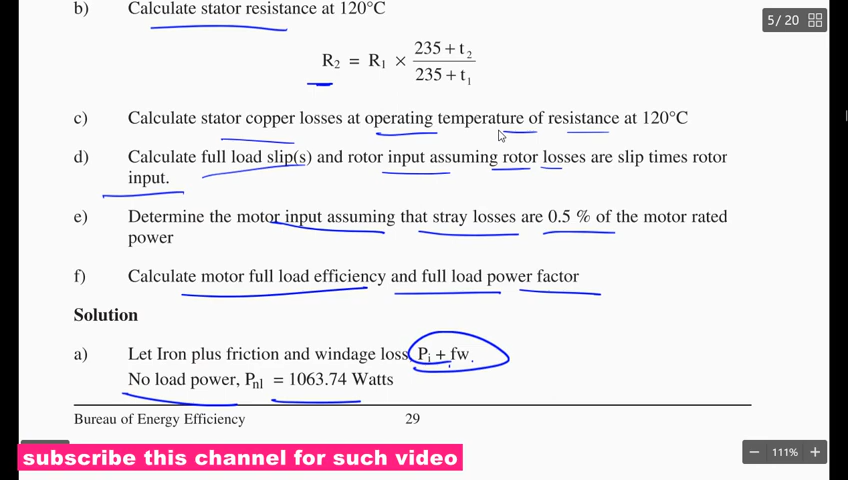 b) Calculate stator resistance at 120°C
5 / 20
R₂ = R₁ × (235 + t₂) / (235 + t₁)
c) Calculate stator copper losses at operating temperature of resistance at 120°C
d) Calculate full load slip(s) and rotor input assuming rotor losses are slip times rotor
input.
e) Determine the motor input assuming that stray losses are 0.5 % of the motor rated
power
f) Calculate motor full load efficiency and full load power factor
Solution
a) Let Iron plus friction and windage loss, Pᵢ + fw.
No load power, Pₙₗ = 1063.74 Watts
Bureau of Energy Efficiency 29
subscribe this channel for such video
— 111% +